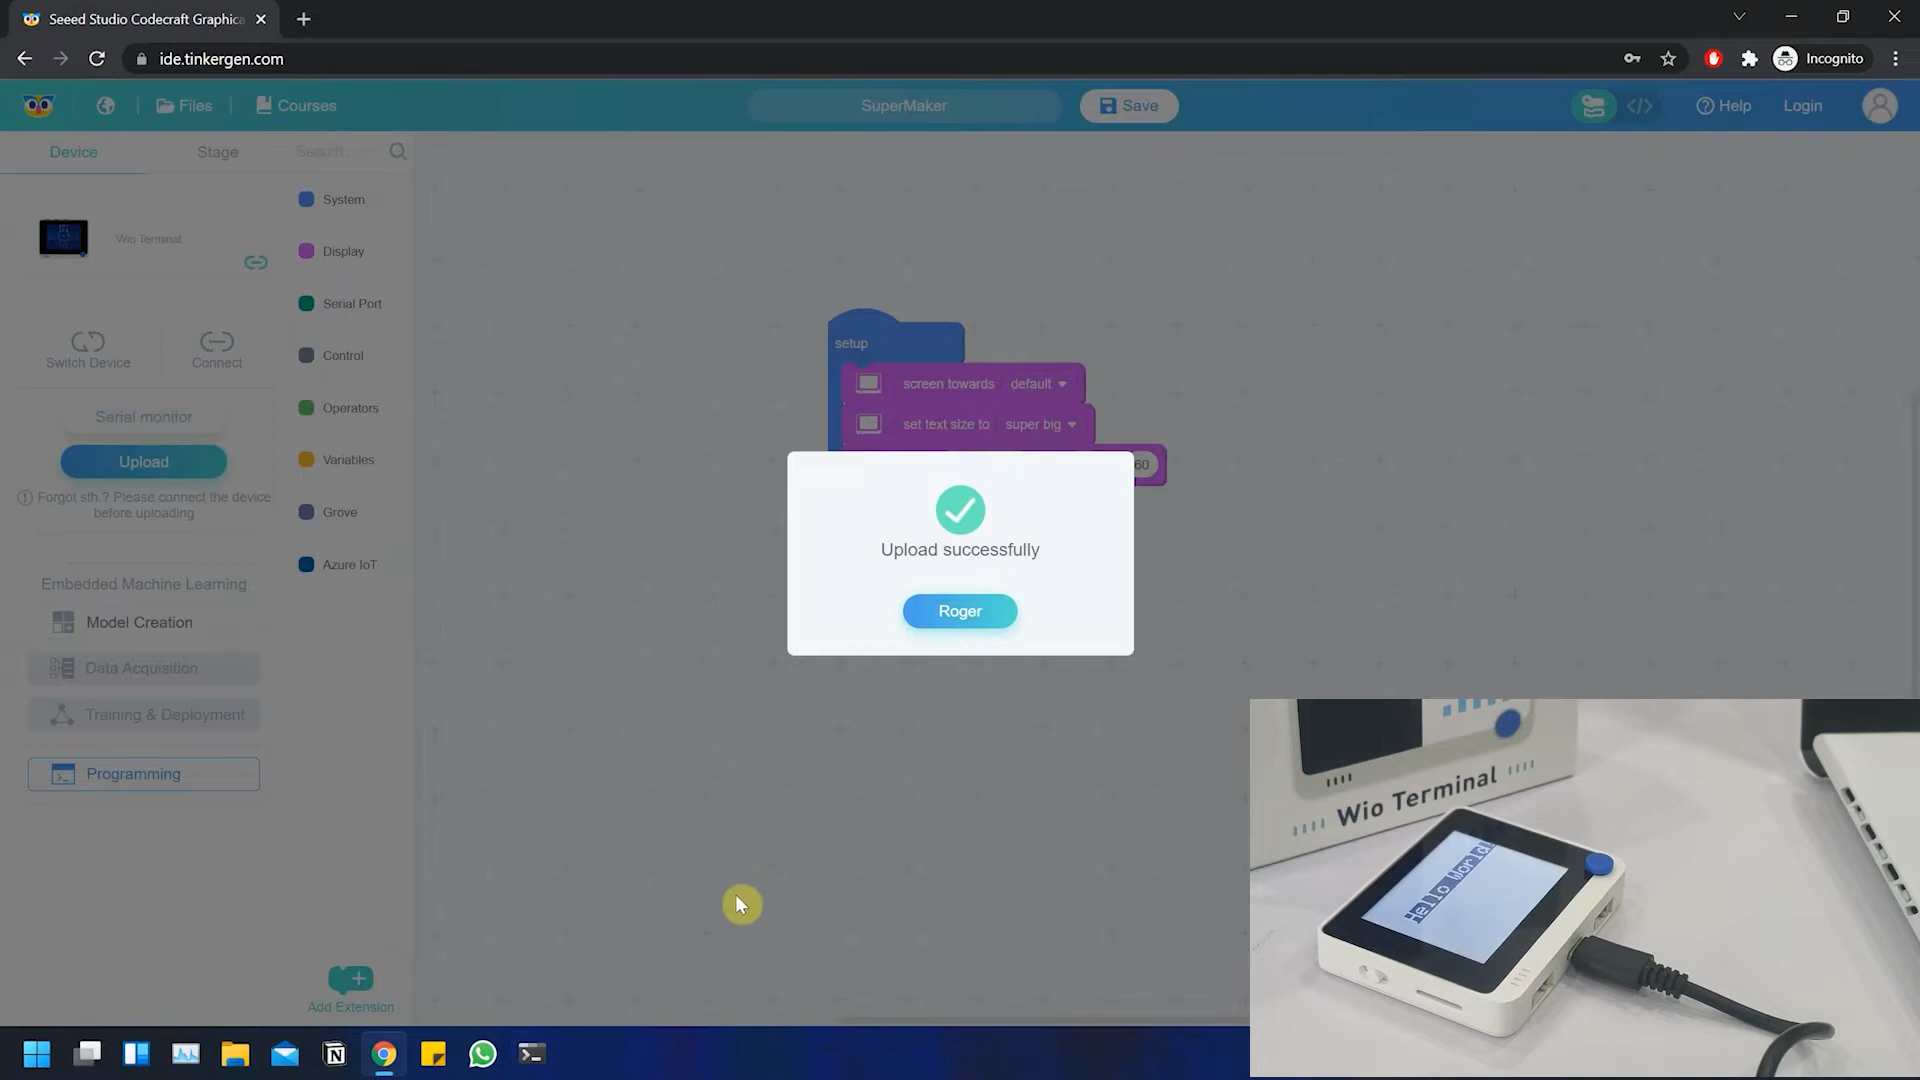 Seeed Studio Codecraft Graphica
ide.tinkergen.com
Incognito
Files
Courses
SuperMaker
Save
</>
Help
Login
Device
Stage
Search
Wio Terminal
Switch Device
Connect
Serial monitor
Upload
Forgot sth.? Please connect the device
before uploading
Embedded Machine Learning
Model Creation
Data Acquisition
Training & Deployment
Programming
System
Display
Serial Port
Control
Operators
Variables
Grove
Azure IoT
Add Extension
setup
screen towards default
set text size to super big
60
Upload successfully
Roger
Wio Terminal
Hello World!